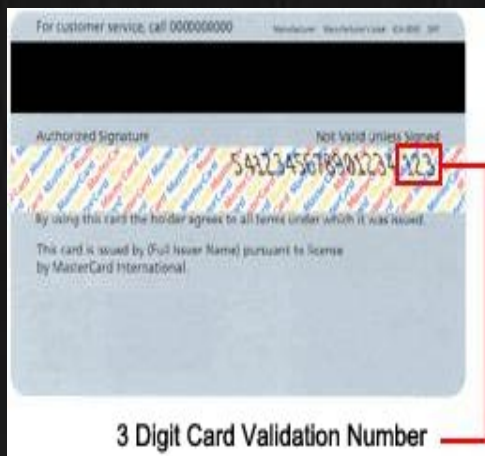 For customer service, call 0000000000
Authorized Signature Not Valid unless Signed
5412345678901234 123
By using this card the holder agrees to all terms under which it was issued.
This card is issued by (Full Issuer Name) pursuant to license
by MasterCard International
3 Digit Card Validation Number